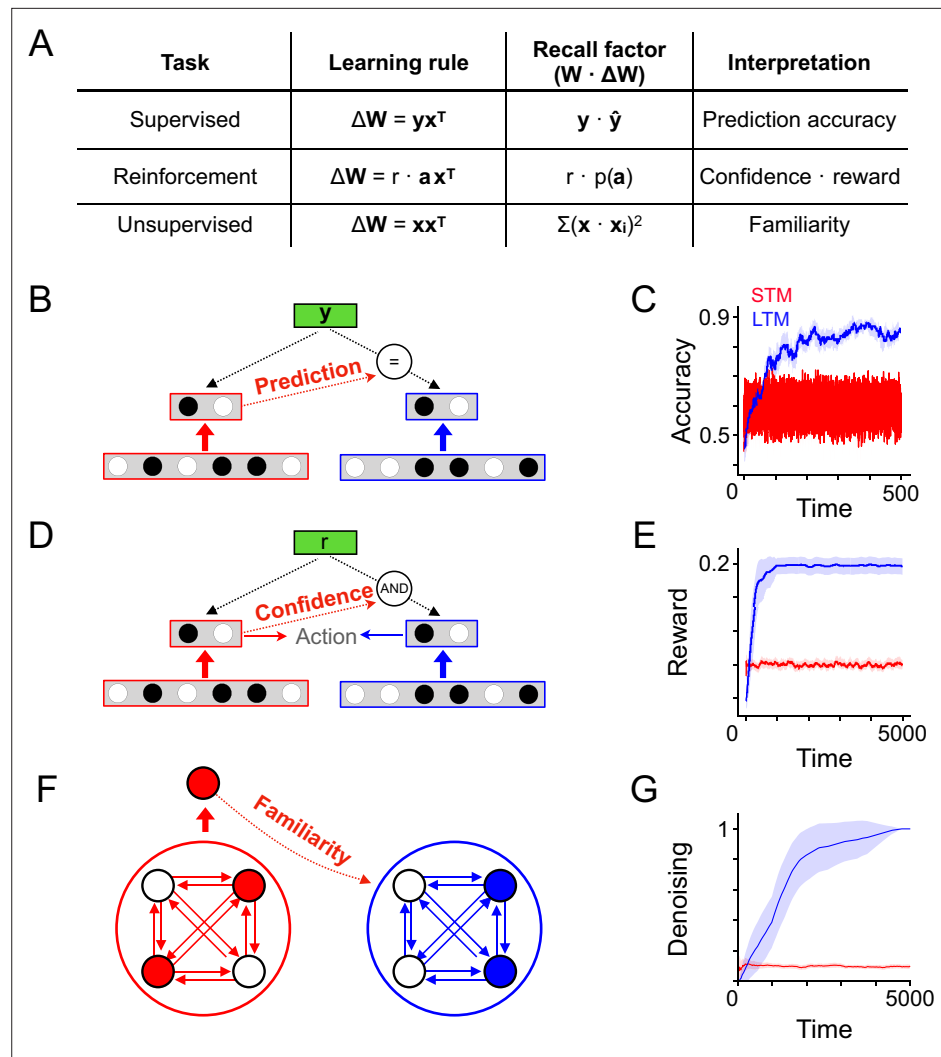 A
Task Learning rule Recall factor (W · ΔW) Interpretation
Supervised ΔW = yxᵀ y · ŷ Prediction accuracy
Reinforcement ΔW = r · a xᵀ r · p(a) Confidence · reward
Unsupervised ΔW = xxᵀ Σ(x · xᵢ)² Familiarity
B
y
=
Prediction
C
STM
LTM
0.9
0.5
Accuracy
0 500
Time
D
r
AND
Confidence
Action
E
0.2
Reward
0 5000
Time
F
Familiarity
G
1
Denoising
0 5000
Time